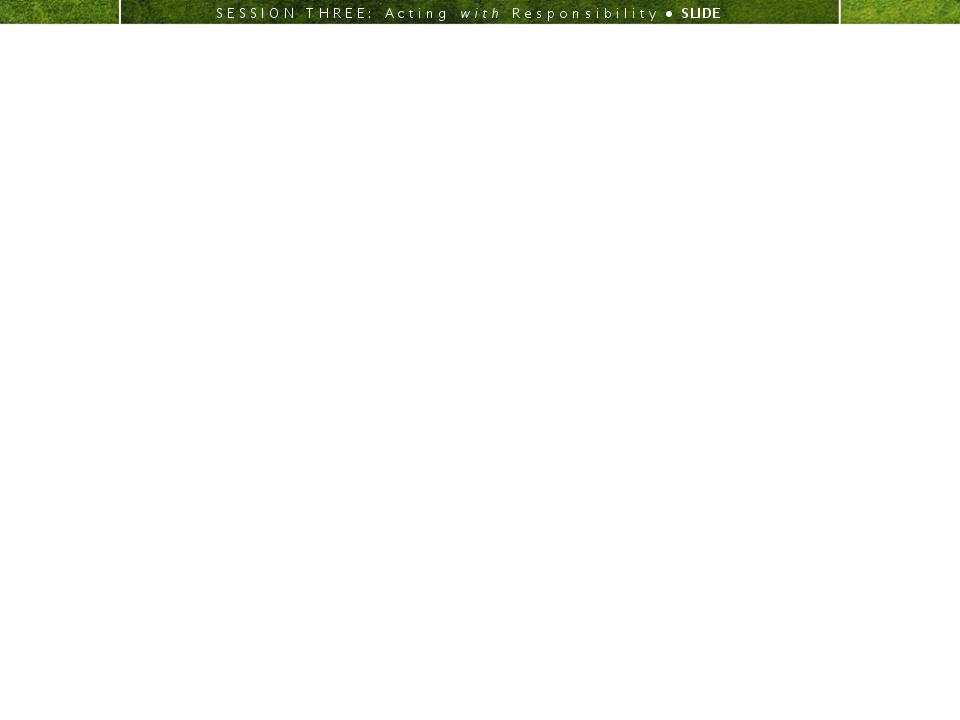 SESSION THREE: Acting with Responsibility ● SLIDE